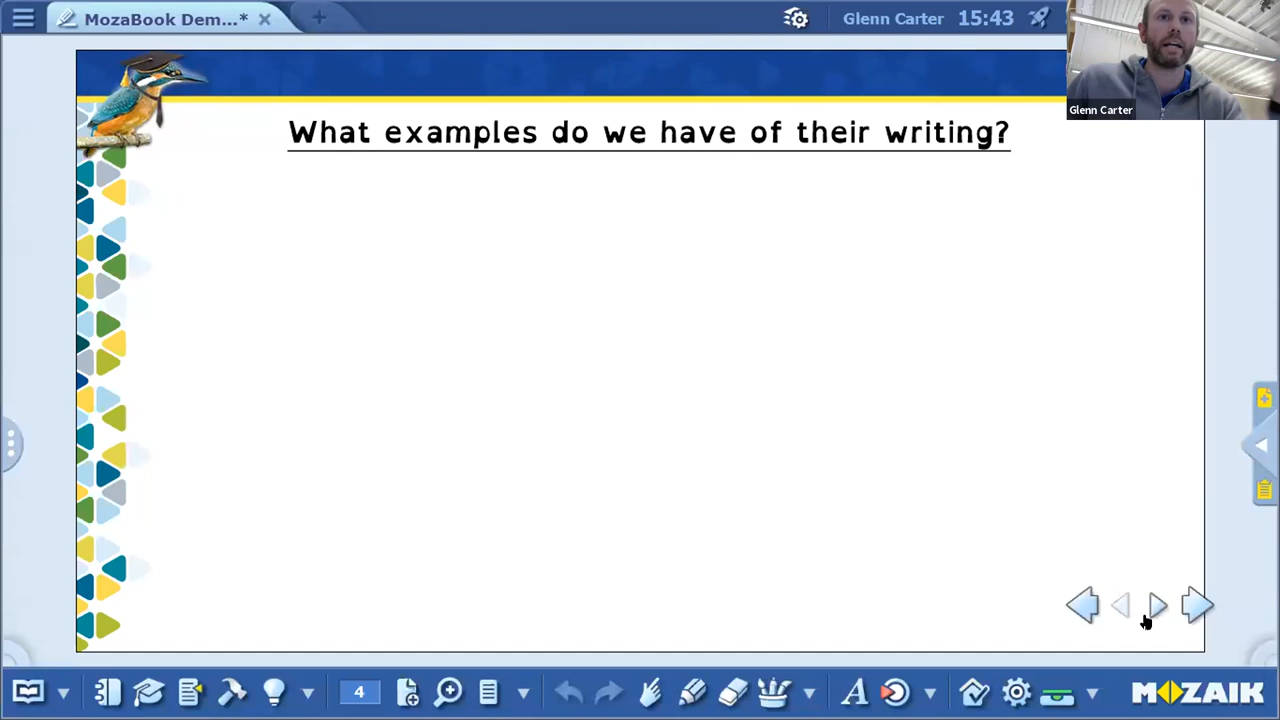 MozaBook Dem...*
Glenn Carter 15:43
Glenn Carter
What examples do we have of their writing?
4
A
MOZAIK